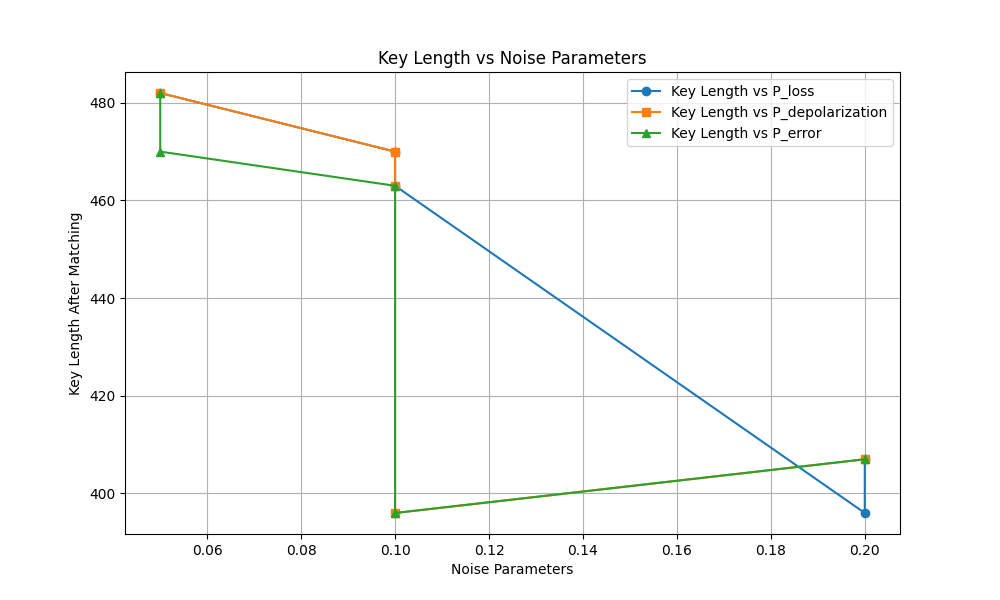 Key Length vs Noise Parameters
Key Length vs P_loss
Key Length vs P_depolarization
Key Length vs P_error
Key Length After Matching
480
460
440
420
400
0.06 0.08 0.10 0.12 0.14 0.16 0.18 0.20
Noise Parameters